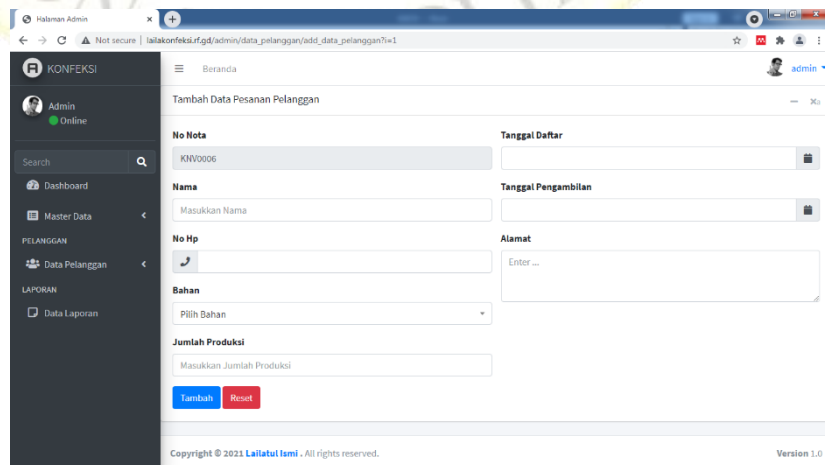 Halaman Admin
Not secure | lailakonfeksi.rf.gd/admin/data_pelanggan/add_data_pelanggan?i=1
KONFEKSI
Beranda
admin
Admin
Online
Search
Dashboard
Master Data
PELANGGAN
Data Pelanggan
LAPORAN
Data Laporan
Tambah Data Pesanan Pelanggan
No Nota
KNV0006
Nama
Masukkan Nama
No Hp
Bahan
Pilih Bahan
Jumlah Produksi
Masukkan Jumlah Produksi
Tambah Reset
Tanggal Daftar
Tanggal Pengambilan
Alamat
Enter ...
Copyright © 2021 Lailatul Ismi . All rights reserved.
Version 1.0